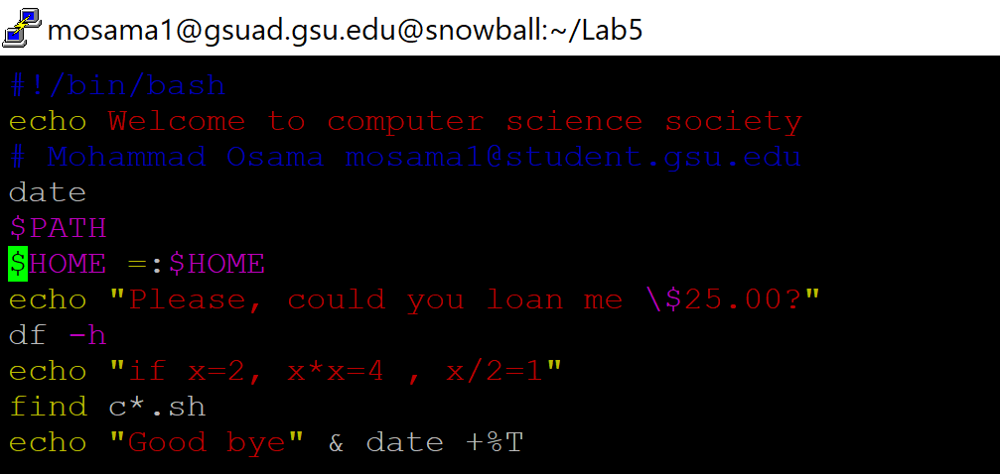 mosama1@gsuad.gsu.edu@snowball:~/Lab5
#!/bin/bash
echo Welcome to computer science society
# Mohammad Osama mosama1@student.gsu.edu
date
$PATH
$HOME =:$HOME
echo "Please, could you loan me \$25.00?"
df -h
echo "if x=2, x*x=4 , x/2=1"
find c*.sh
echo "Good bye" & date +%T